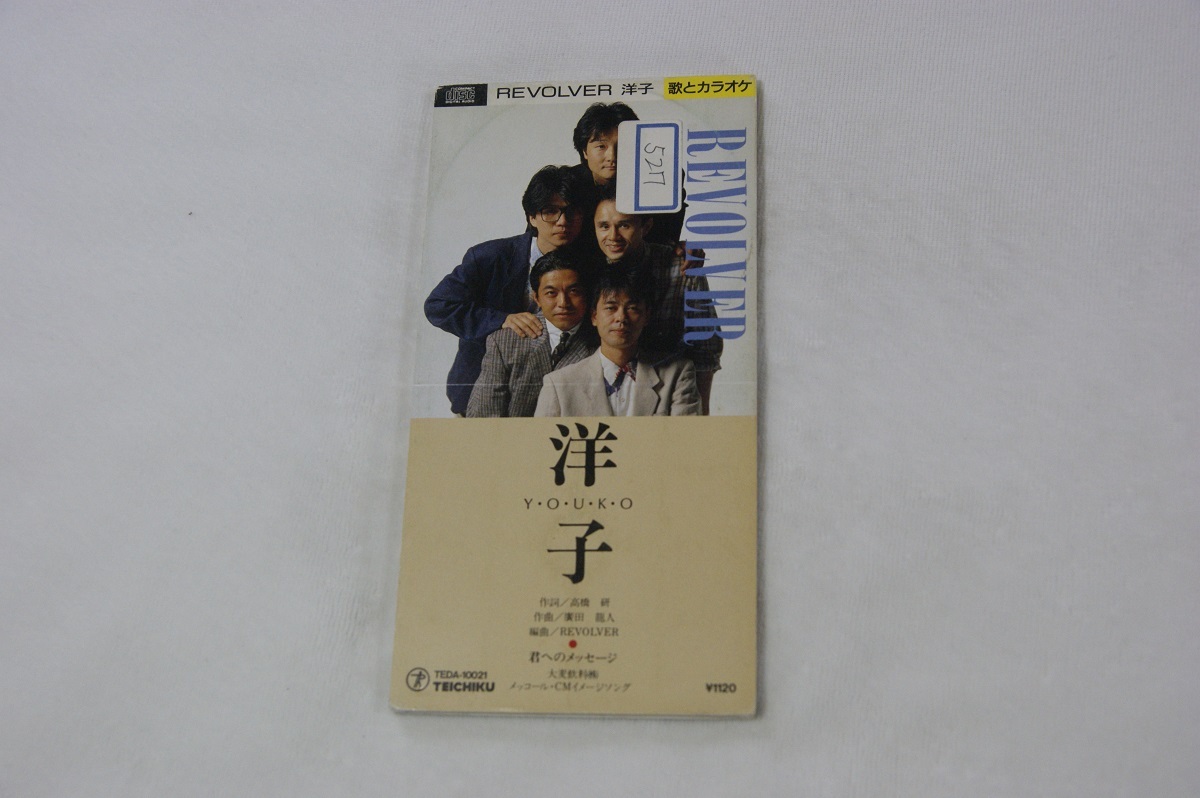 COMPACT
DISC
DIGITAL AUDIO
REVOLVER 洋子
歌とカラオケ
REVOLVER
洋
Y・O・U・K・O
子
作詞/高橋 研
作曲/廣田 龍人
編曲/REVOLVER
君へのメッセージ
大麦飲料㈱
メッコール・CMイメージソング
TEDA-10021
TEICHIKU
¥1120